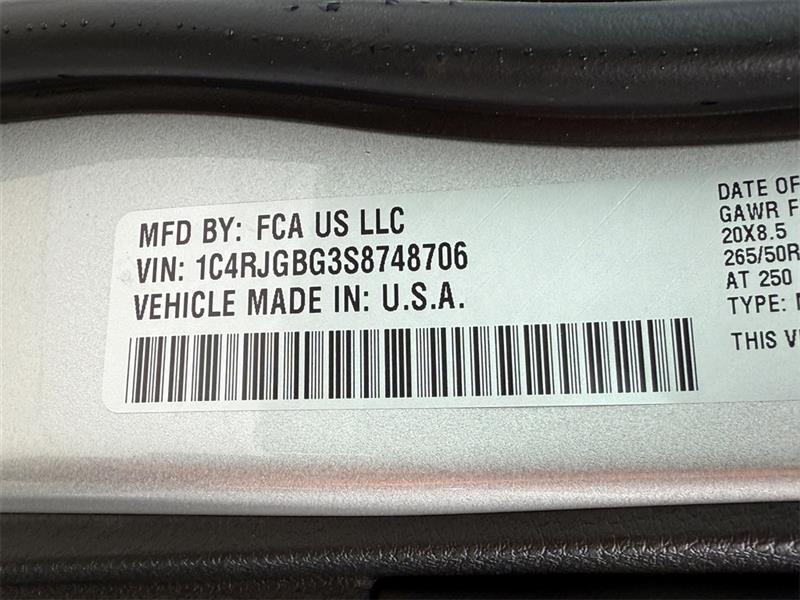 MFD BY: FCA US LLC
VIN: 1C4RJGBG3S8748706
VEHICLE MADE IN: U.S.A.
DATE OF
GAWR F
20X8.5
265/50R
AT 250
TYPE:
THIS V